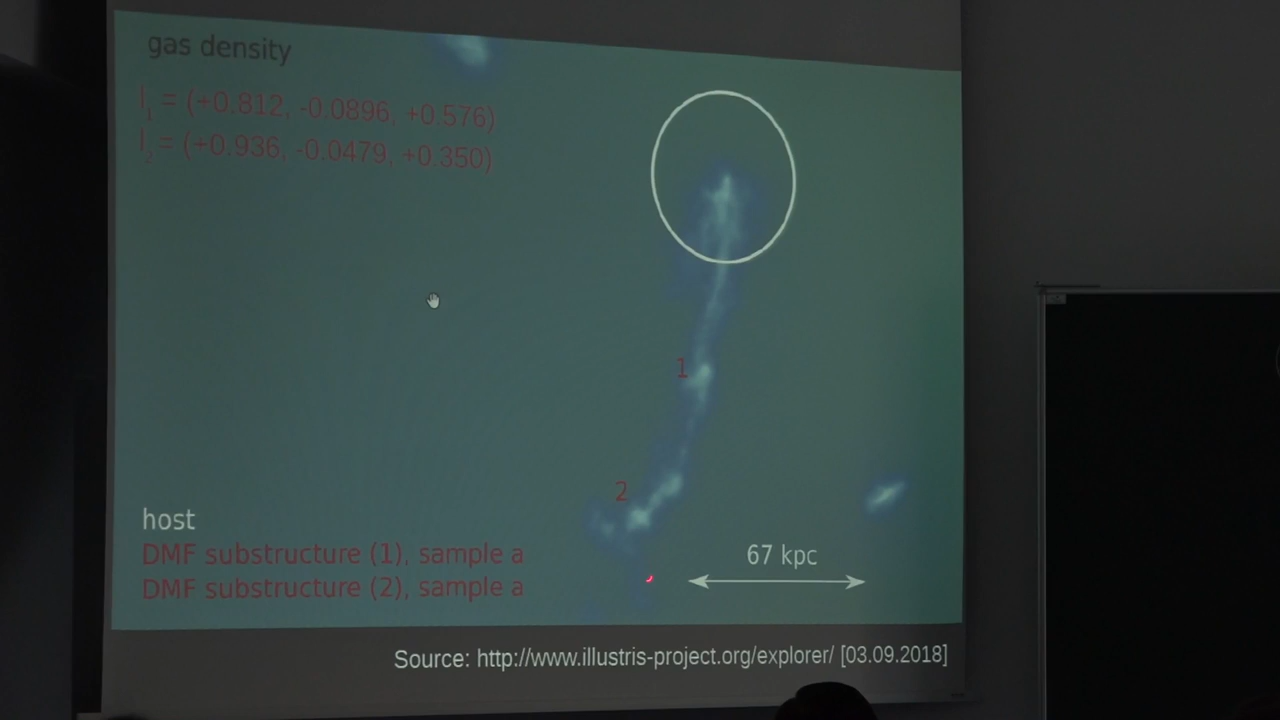 gas density
l₁ = (+0.812, -0.0896, +0.576)
l₂ = (+0.936, -0.0479, +0.350)
1
2
host
DMF substructure (1), sample a
DMF substructure (2), sample a
67 kpc
Source: http://www.illustris-project.org/explorer/ [03.09.2018]